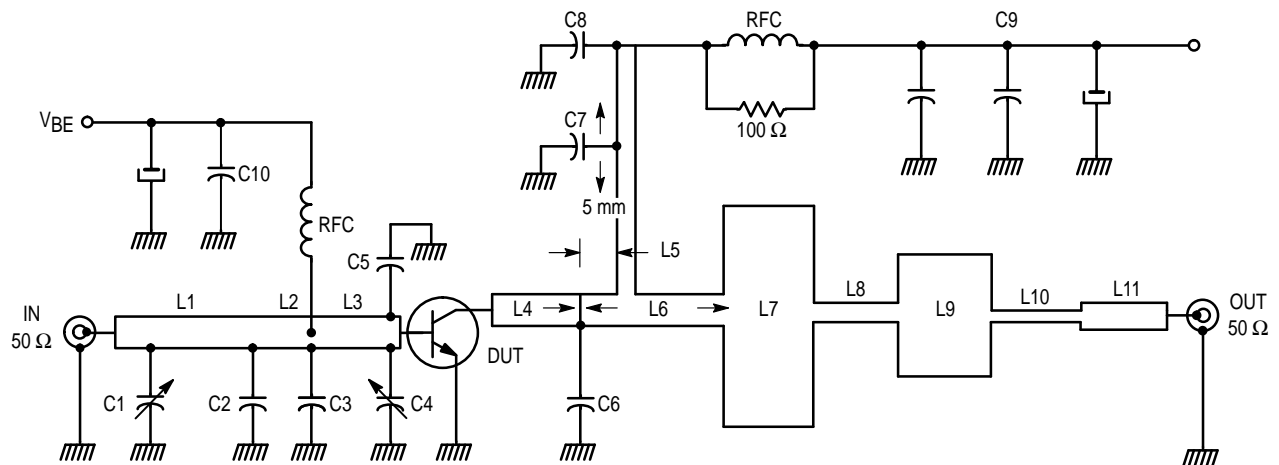 C8
RFC
C9
C7
100 Ω
V_BE
C10
RFC
5 mm
C5
L5
L1
L2
L3
L4
L6
L7
L8
L9
L10
L11
IN
50 Ω
OUT
50 Ω
DUT
C1
C2
C3
C4
C6